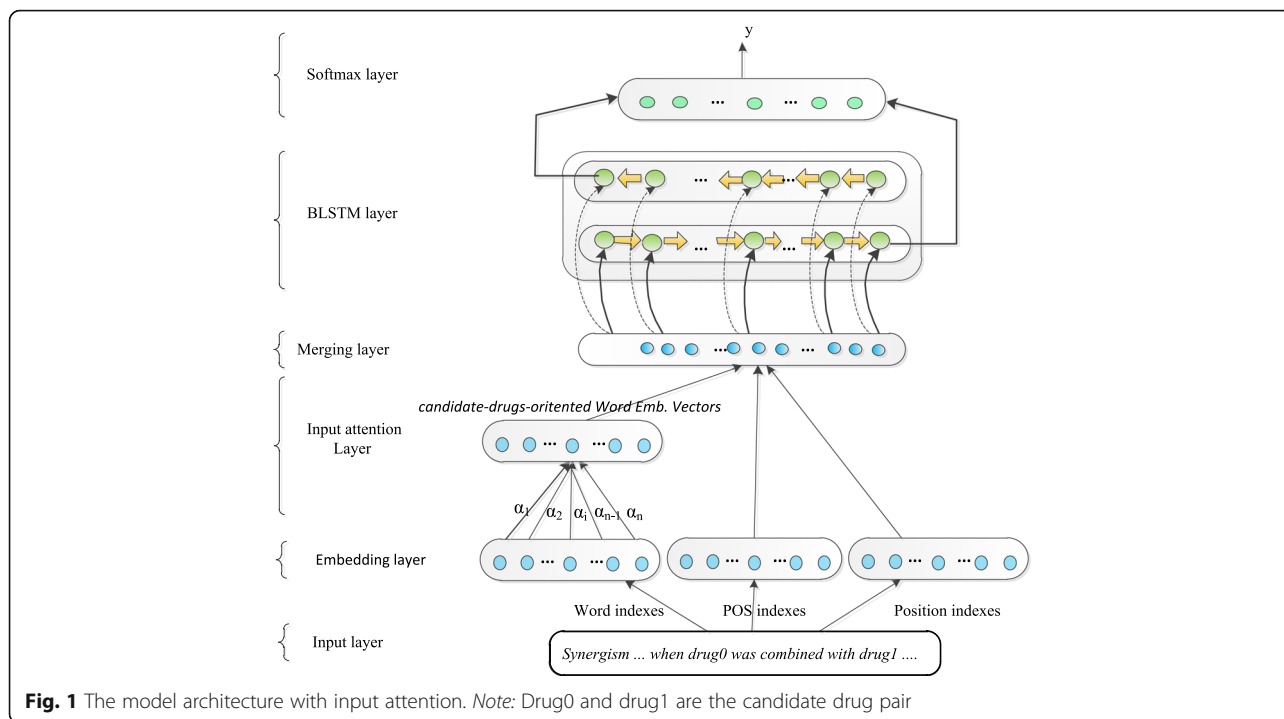 y
Softmax layer
...
...
...
...
BLSTM layer
...
...
Merging layer
...
...
candidate-drugs-oritented Word Emb. Vectors
Input attention
Layer
...
...
α1 α2 αi αn-1 αn
Embedding layer
...
...
...
...
...
...
Word indexes
POS indexes
Position indexes
Input layer
Synergism ... when drug0 was combined with drug1 ....
Fig. 1 The model architecture with input attention. Note: Drug0 and drug1 are the candidate drug pair